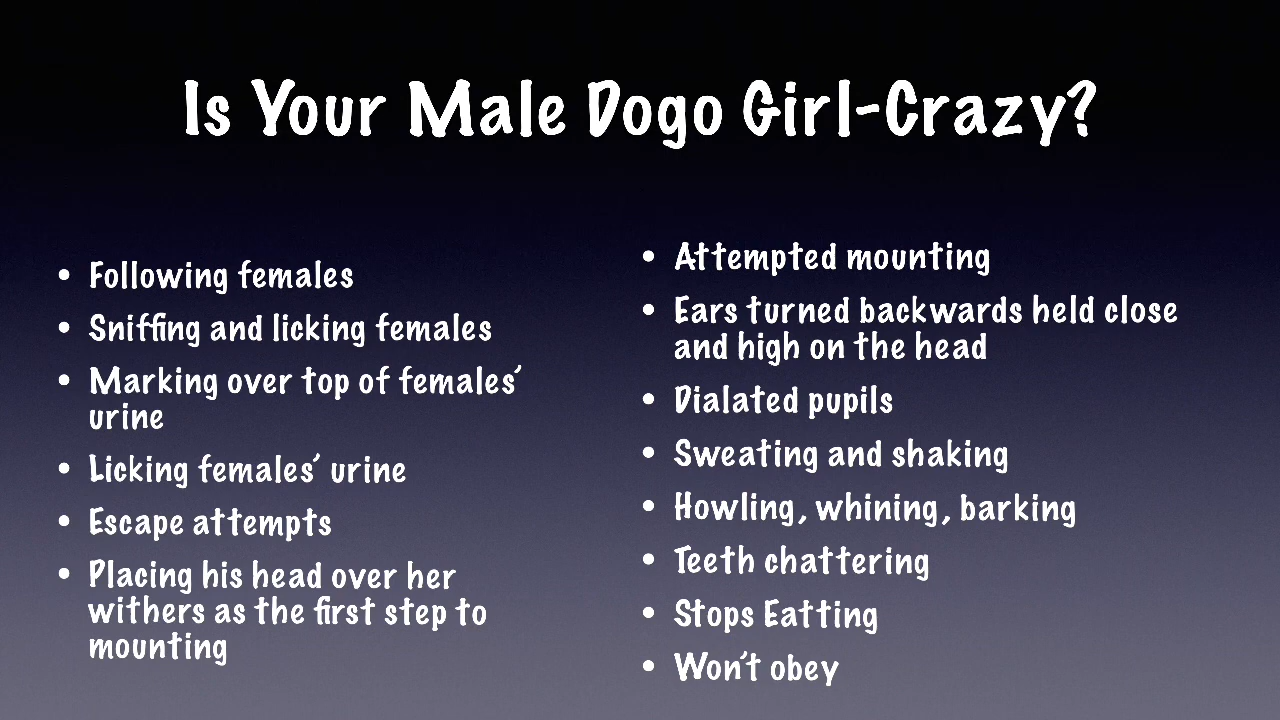 Is Your Male Dogo Girl-Crazy?
• Following females
• Sniffing and licking females
• Marking over top of females’
urine
• Licking females’ urine
• Escape attempts
• Placing his head over her
withers as the first step to
mounting
• Attempted mounting
• Ears turned backwards held close
and high on the head
• Dialated pupils
• Sweating and shaking
• Howling, whining, barking
• Teeth chattering
• Stops Eatting
• Won’t obey